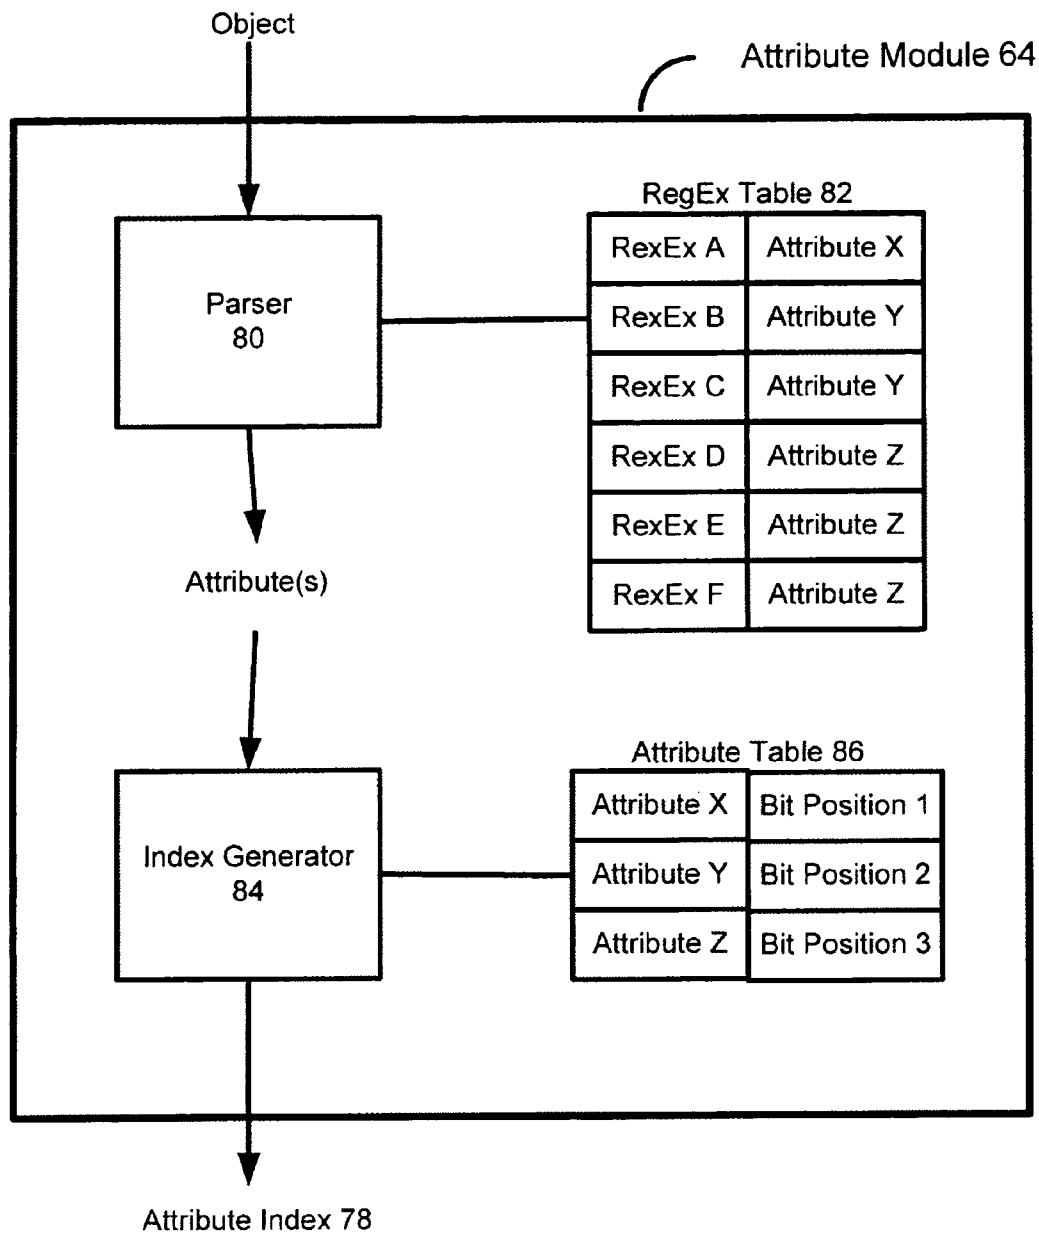 Object
Attribute Module 64
RegEx Table 82
RexEx A Attribute X
RexEx B Attribute Y
RexEx C Attribute Y
RexEx D Attribute Z
RexEx E Attribute Z
RexEx F Attribute Z
Parser
80
Attribute(s)
Attribute Table 86
Attribute X Bit Position 1
Attribute Y Bit Position 2
Attribute Z Bit Position 3
Index Generator
84
Attribute Index 78